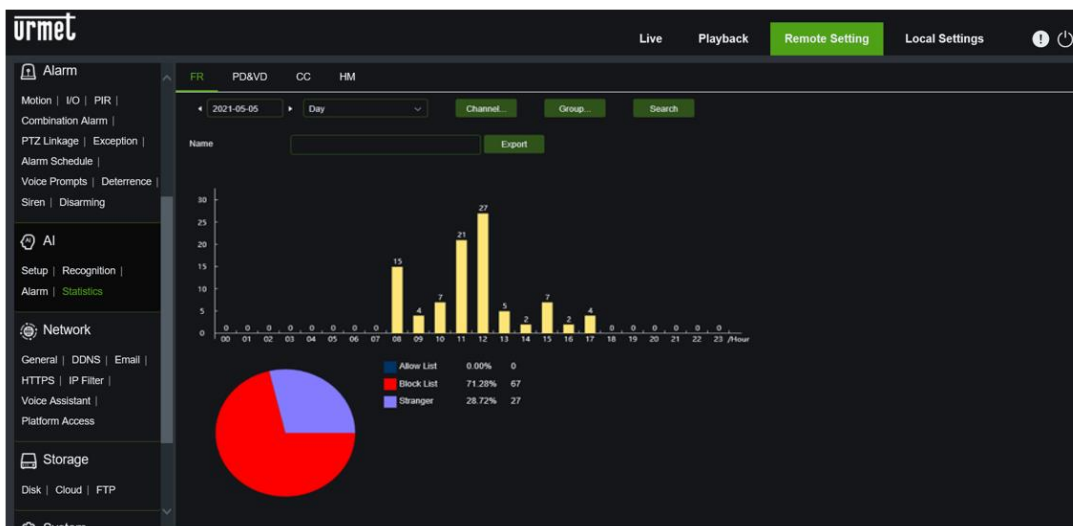 urmet
Live Playback Remote Setting Local Settings
Alarm
Motion | I/O | PIR |
Combination Alarm |
PTZ Linkage | Exception |
Alarm Schedule |
Voice Prompts | Deterrence |
Siren | Disarming
AI
Setup | Recognition |
Alarm | Statistics
Network
General | DDNS | Email |
HTTPS | IP Filter |
Voice Assistant |
Platform Access
Storage
Disk | Cloud | FTP
System
FR PD&VD CC HM
2021-05-05 Day Channel... Group... Search
Name Export
30
25
20
15
10
5
0
0 0 0 0 0 0 0 0 15 4 7 21 27 5 2 7 2 4 0 0 0 0 0 0
00 01 02 03 04 05 06 07 08 09 10 11 12 13 14 15 16 17 18 19 20 21 22 23 /Hour
Allow List 0.00% 0
Block List 71.28% 67
Stranger 28.72% 27